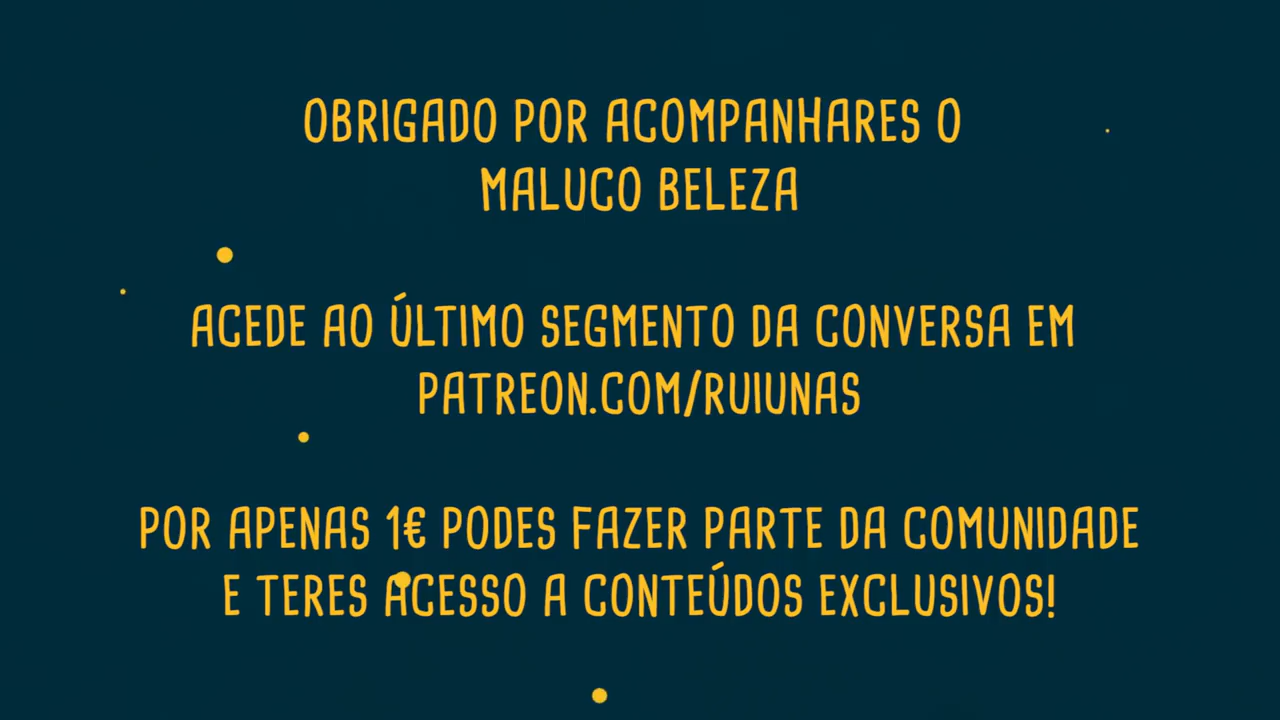 OBRIGADO POR ACOMPANHARES O
MALUCO BELEZA
ACEDE AO ÚLTIMO SEGMENTO DA CONVERSA EM
PATREON.COM/RUIUNAS
POR APENAS 1€ PODES FAZER PARTE DA COMUNIDADE
E TERES ACESSO A CONTEÚDOS EXCLUSIVOS!